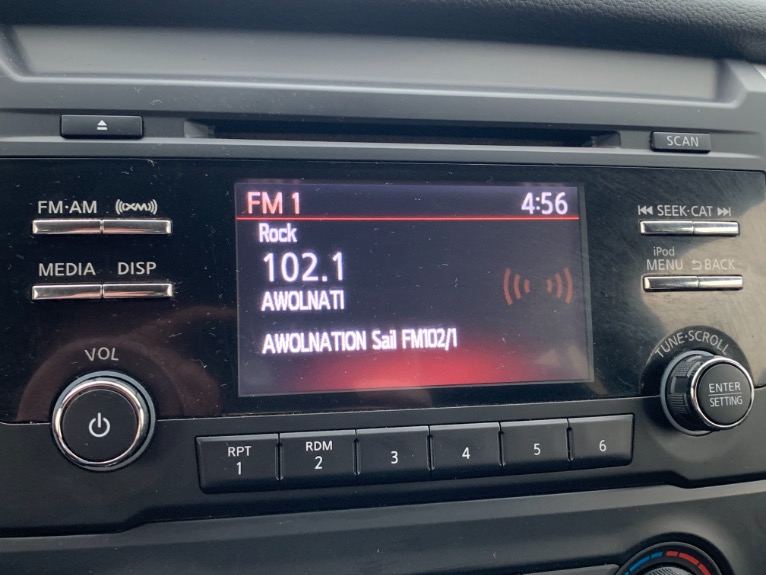 SCAN
FM·AM
((XM))
SEEK·CAT
MEDIA
DISP
iPod
MENU
BACK
FM 1
4:56
Rock
102.1
AWOLNATI
AWOLNATION Sail FM102/1
VOL
TUNE·SCROLL
ENTER
SETTING
RPT
1
RDM
2
3
4
5
6